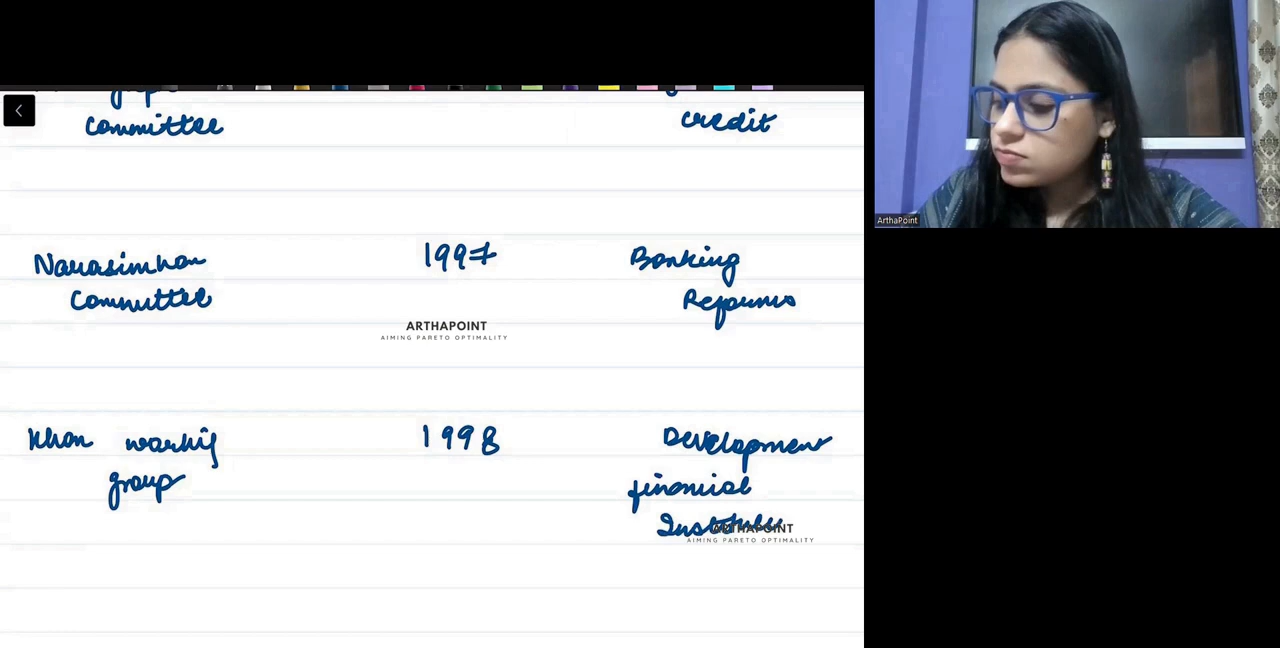 Committee
credit
Narasimhan 1997 Banking
Committee Reforms
ARTHAPOINT
AIMING PARETO OPTIMALITY
Khan working 1998 Development
group financial
ARTHAPOINT
AIMING PARETO OPTIMALITY
ArthaPoint